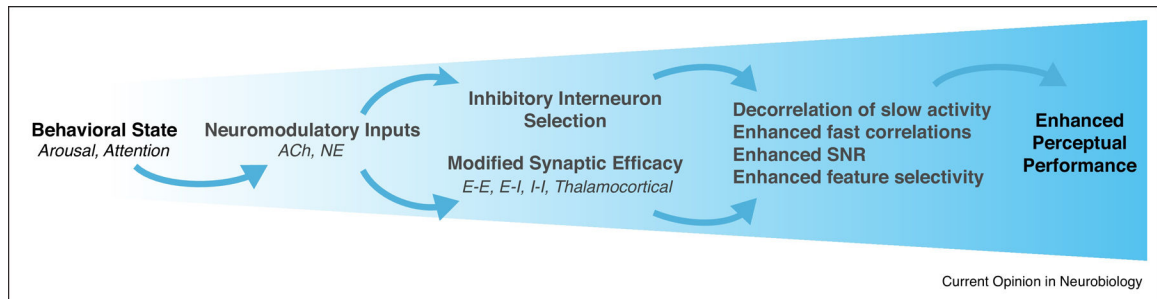 Behavioral State
Arousal, Attention
Neuromodulatory Inputs
ACh, NE
Inhibitory Interneuron
Selection
Modified Synaptic Efficacy
E-E, E-I, I-I, Thalamocortical
Decorrelation of slow activity
Enhanced fast correlations
Enhanced SNR
Enhanced feature selectivity
Enhanced
Perceptual
Performance
Current Opinion in Neurobiology